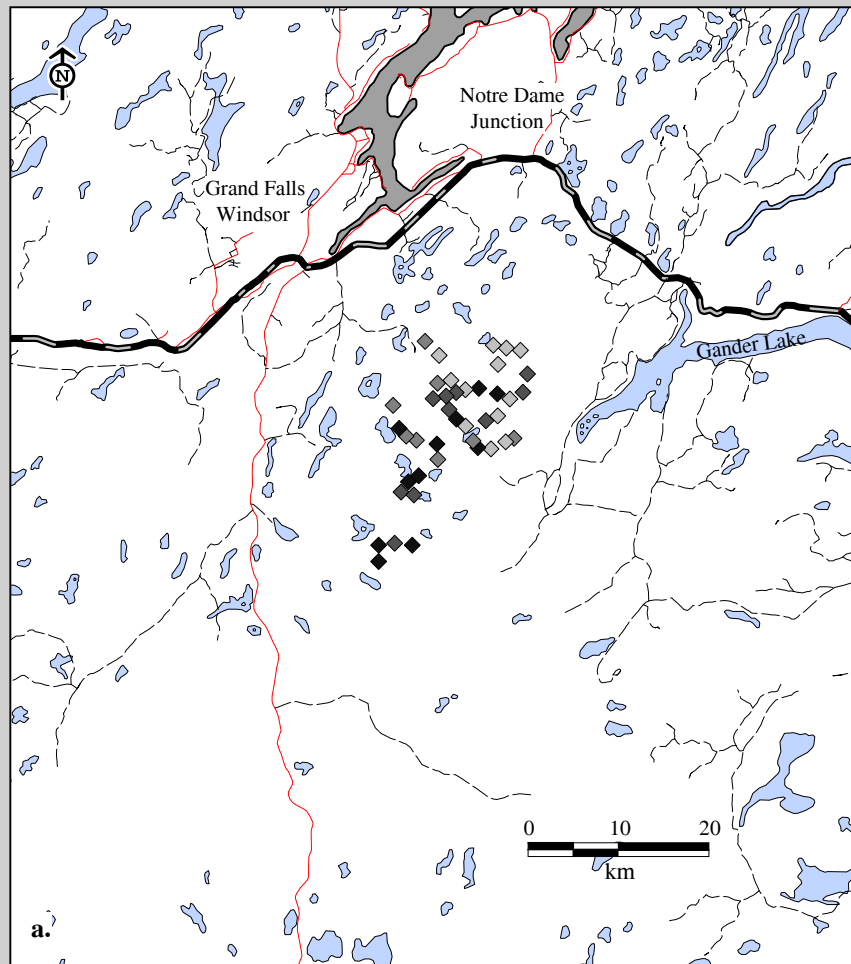 N
Notre Dame
Junction
Grand Falls
Windsor
Gander Lake
0 10 20
km
a.